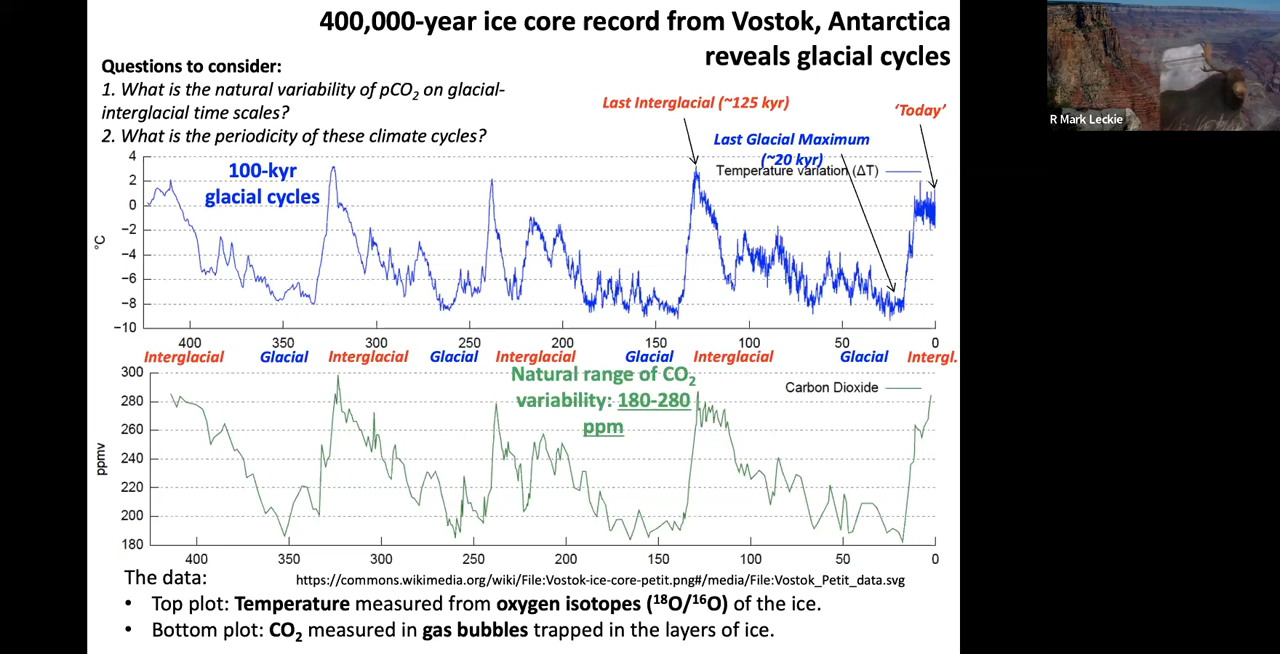 400,000-year ice core record from Vostok, Antarctica
reveals glacial cycles
Questions to consider:
1. What is the natural variability of pCO₂ on glacial-
interglacial time scales?
2. What is the periodicity of these climate cycles?
Last Interglacial (~125 kyr)
'Today'
R Mark Leckie
Last Glacial Maximum
(~20 kyr)
100-kyr
glacial cycles
Temperature variation (ΔT)
4
2
0
−2
−4
−6
−8
−10
°C
400 350 300 250 200 150 100 50 0
Interglacial Glacial Interglacial Glacial Interglacial Glacial Interglacial Glacial Intergl.
Natural range of CO₂
variability: 180-280
ppm
Carbon Dioxide
300
280
260
240
220
200
180
ppmv
400 350 300 250 200 150 100 50 0
The data:
https://commons.wikimedia.org/wiki/File:Vostok-ice-core-petit.png#/media/File:Vostok_Petit_data.svg
• Top plot: Temperature measured from oxygen isotopes (¹⁸O/¹⁶O) of the ice.
• Bottom plot: CO₂ measured in gas bubbles trapped in the layers of ice.